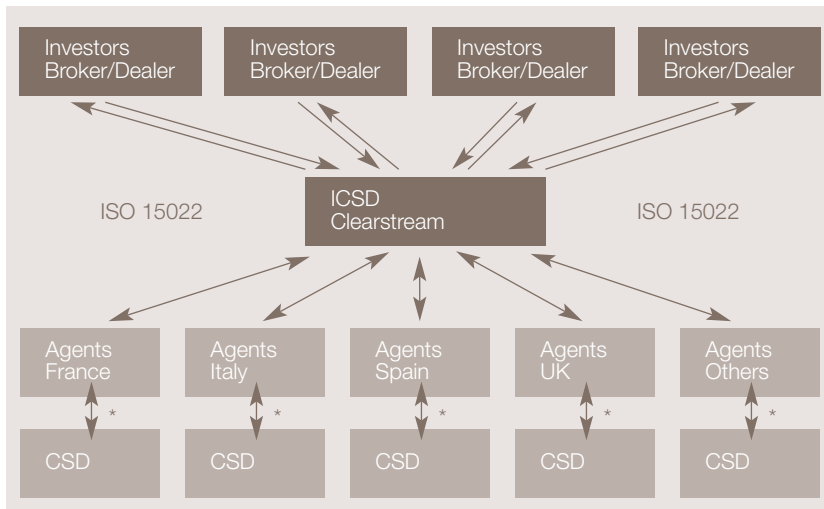 Investors
Broker/Dealer
Investors
Broker/Dealer
Investors
Broker/Dealer
Investors
Broker/Dealer
ICSD
Clearstream
ISO 15022
ISO 15022
Agents
France
Agents
Italy
Agents
Spain
Agents
UK
Agents
Others
*
*
*
*
*
CSD
CSD
CSD
CSD
CSD